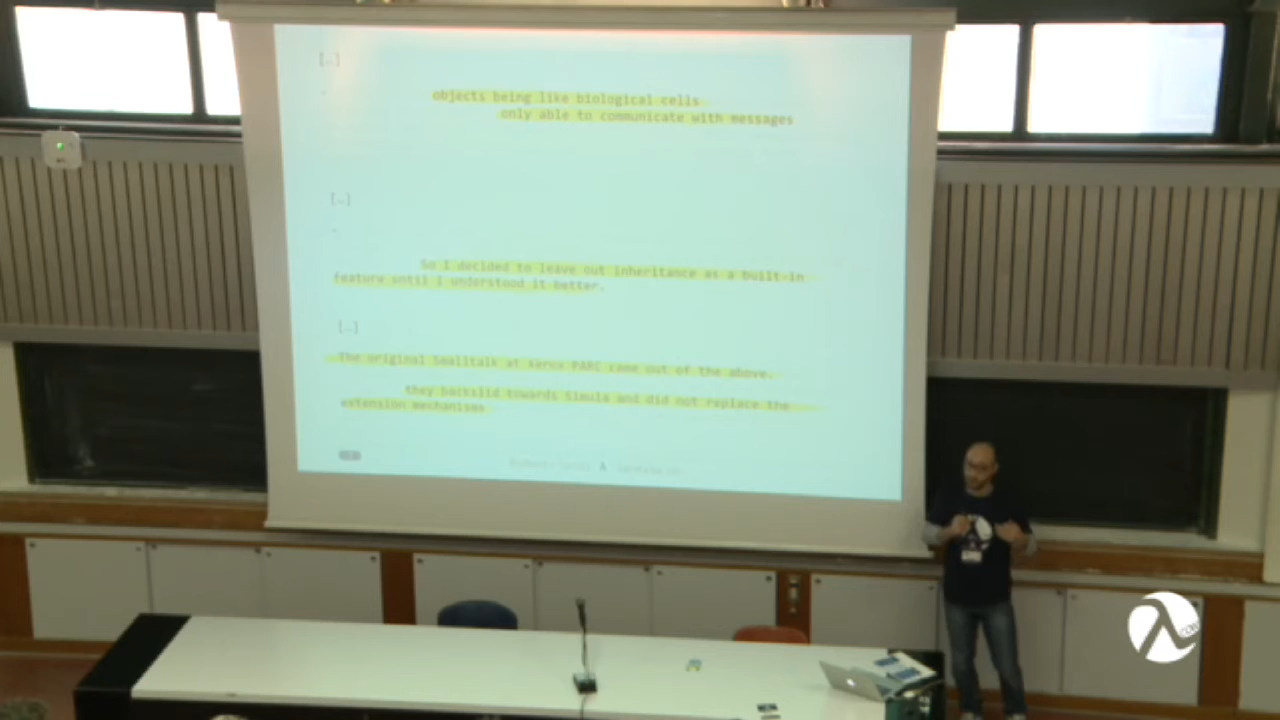 […]
objects being like biological cells
only able to communicate with messages
[…]
So I decided to leave out inheritance as a built-in
feature until I understood it better.
[…]
The original Smalltalk at Xerox PARC came out of the above.
they backslid towards Simula and did not replace the
extension mechanisms
λ